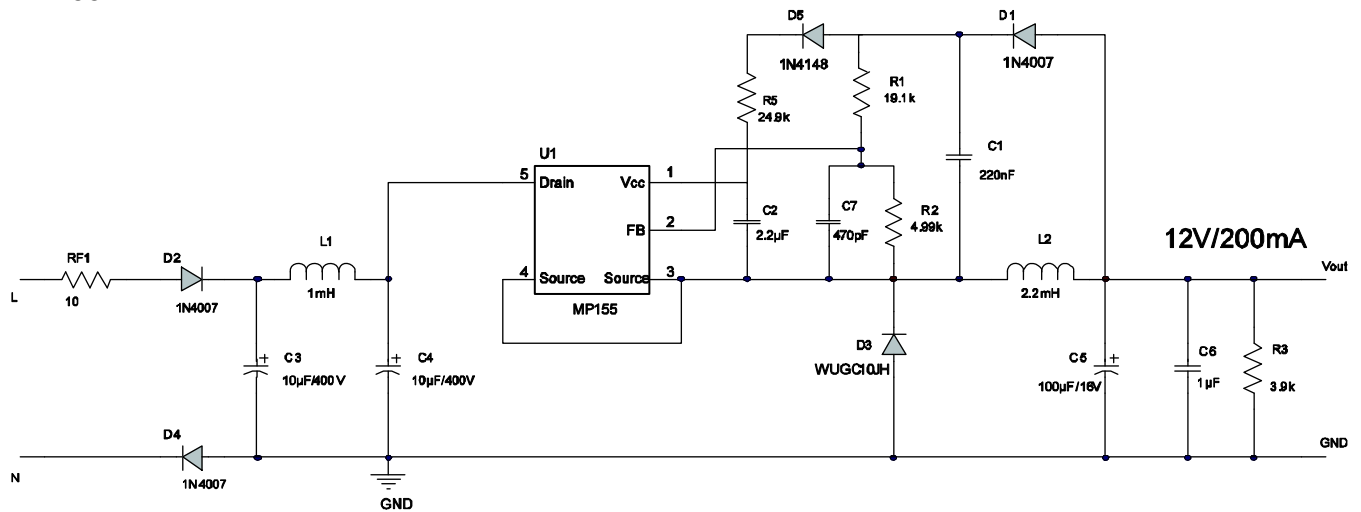 D5
1N4148
D1
1N4007
R1
19.1k
R5
24.9k
C1
220nF
U1
5
Drain
Vcc
1
FB
2
4
Source
Source
3
MP155
C2
2.2µF
C7
470pF
R2
4.99k
L2
2.2mH
12V/200mA
Vout
L
RF1
10
D2
1N4007
L1
1mH
+
C3
10µF/400V
+
C4
10µF/400V
D3
WUGC10JH
+
C5
100µF/16V
C6
1µF
R3
3.9k
N
D4
1N4007
GND
GND